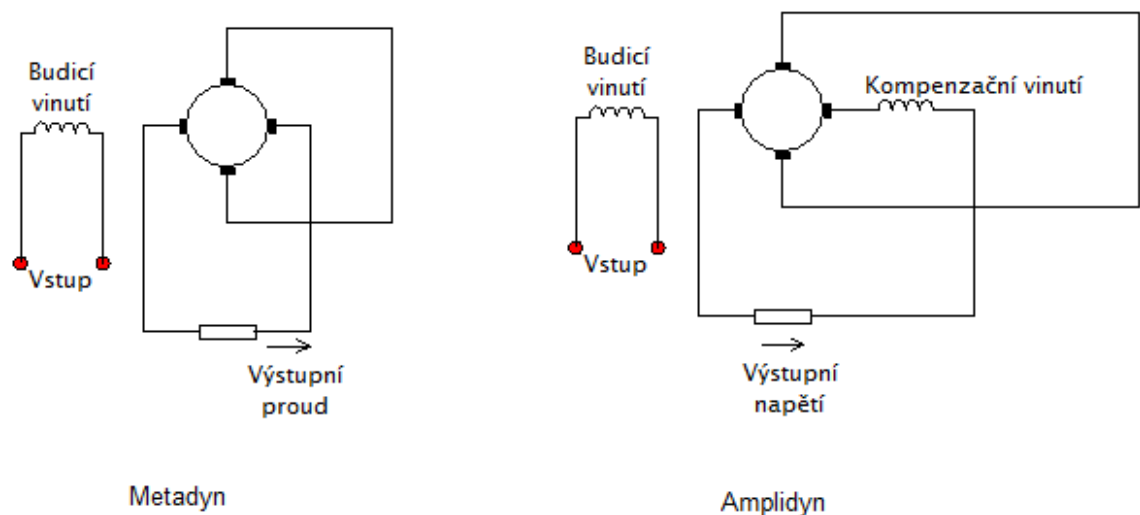 Budicí
vinutí
Vstup
Výstupní
proud
Metadyn
Budicí
vinutí
Kompenzační vinutí
Vstup
Výstupní
napětí
Amplidyn